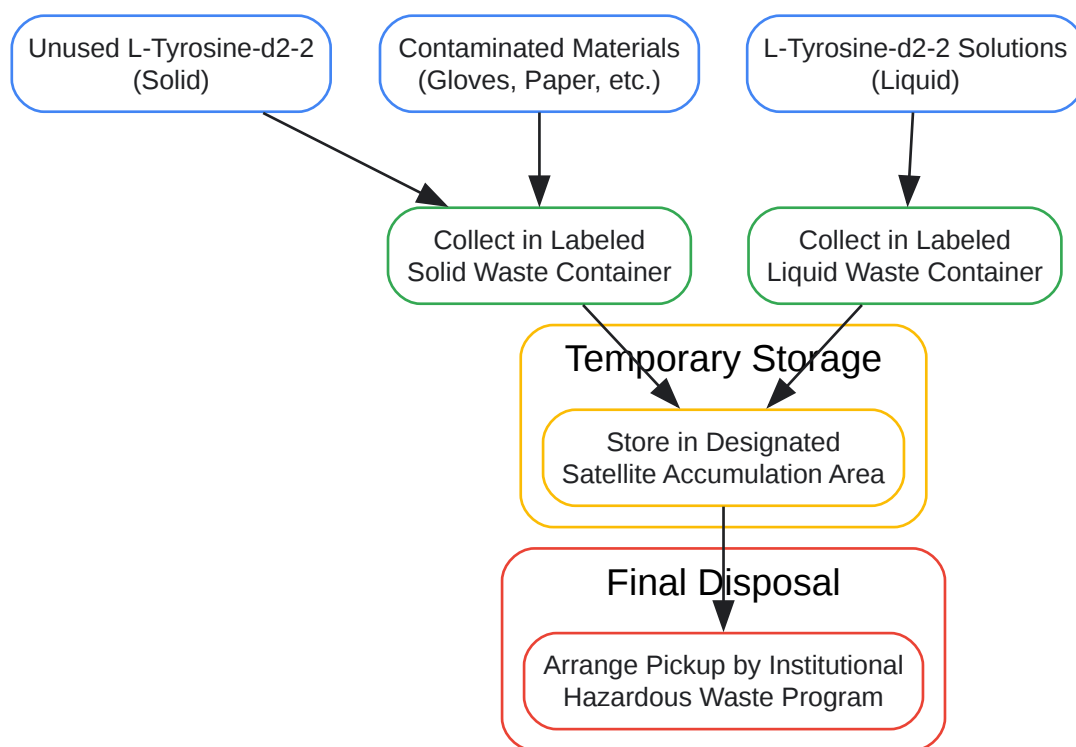 Unused L-Tyrosine-d2-2
(Solid)
Contaminated Materials
(Gloves, Paper, etc.)
L-Tyrosine-d2-2 Solutions
(Liquid)
Collect in Labeled
Solid Waste Container
Collect in Labeled
Liquid Waste Container
Temporary Storage
Store in Designated
Satellite Accumulation Area
Final Disposal
Arrange Pickup by Institutional
Hazardous Waste Program